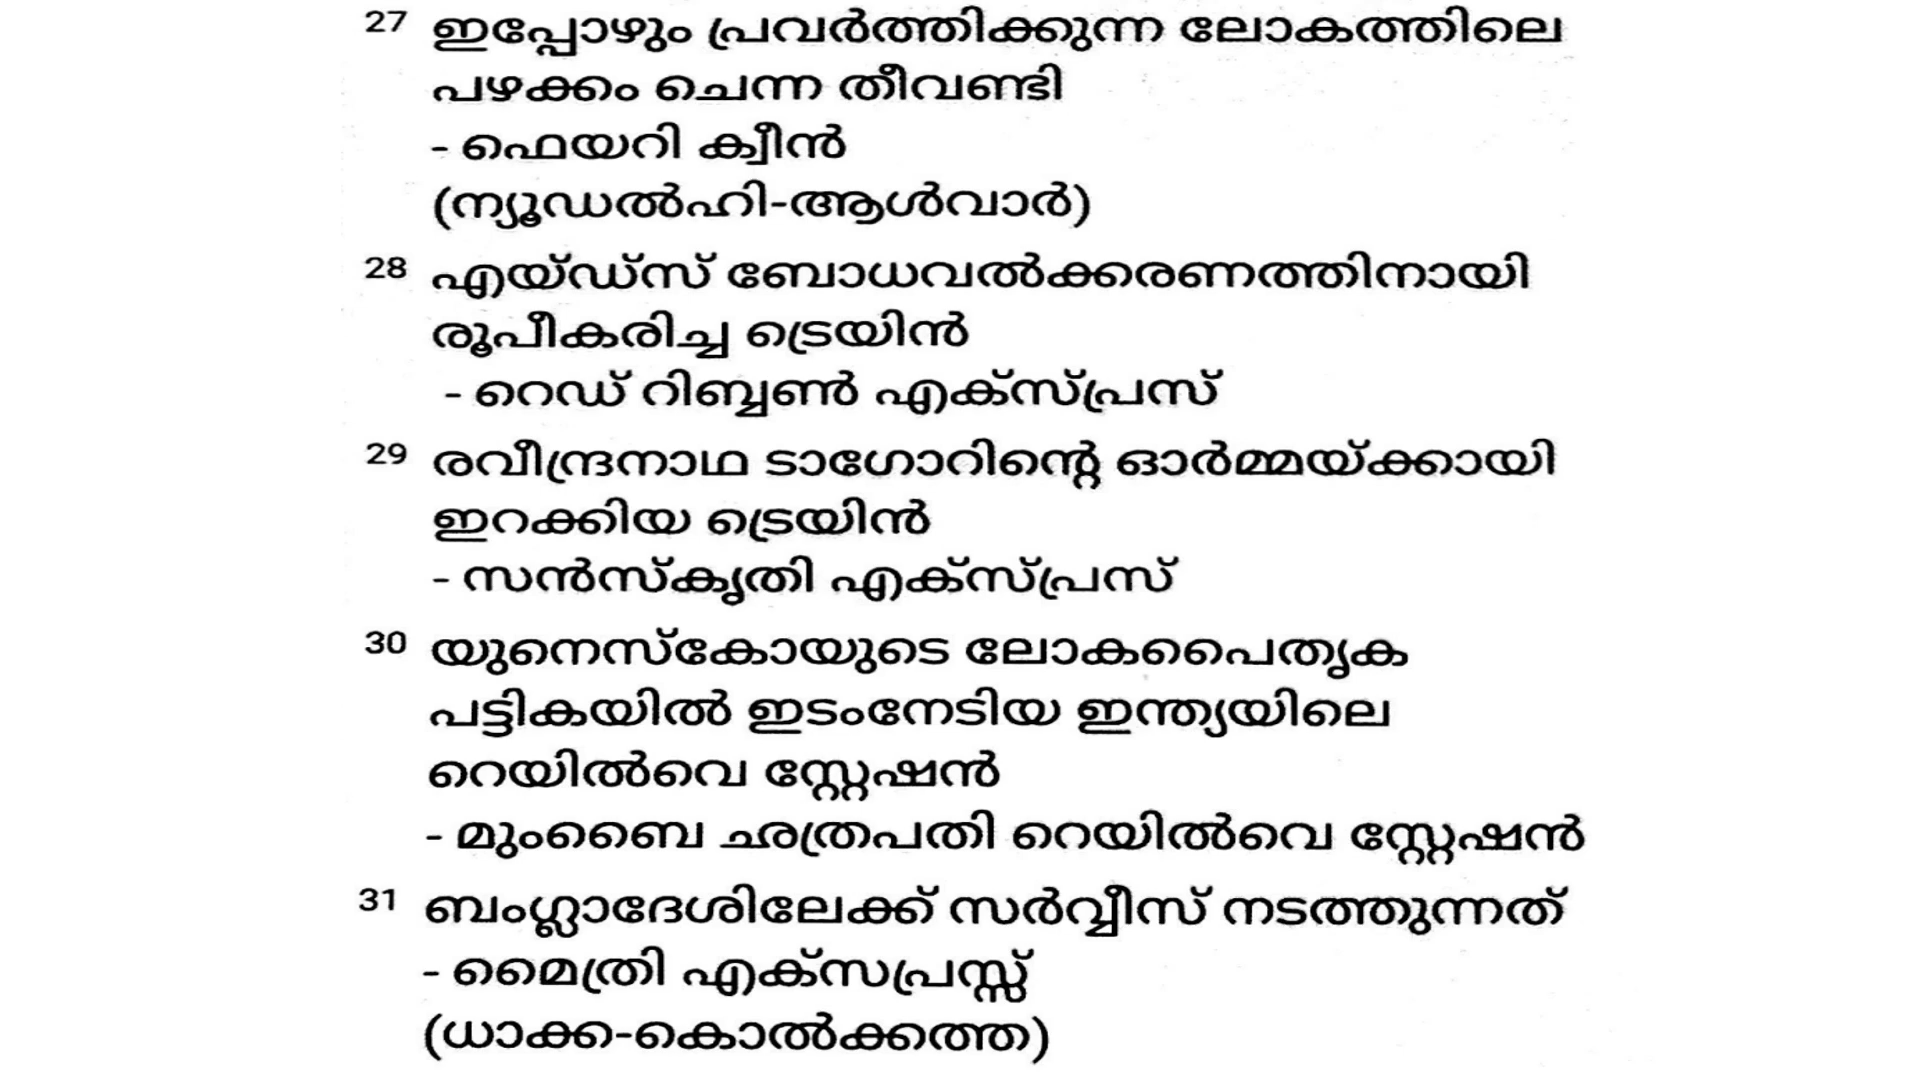 27 ഇപ്പോഴും പ്രവർത്തിക്കുന്ന ലോകത്തിലെ
പഴക്കം ചെന്ന തീവണ്ടി
- ഫെയറി ക്വീൻ
(ന്യൂഡൽഹി-ആൾവാർ)
28 എയ്ഡ്സ് ബോധവൽക്കരണത്തിനായി
രൂപീകരിച്ച ട്രെയിൻ
- റെഡ് റിബ്ബൺ എക്സ്പ്രസ്
29 രവീന്ദ്രനാഥ ടാഗോറിന്റെ ഓർമ്മയ്ക്കായി
ഇറക്കിയ ട്രെയിൻ
- സൻസ്കൃതി എക്സ്പ്രസ്
30 യുനെസ്കോയുടെ ലോകപൈതൃക
പട്ടികയിൽ ഇടംനേടിയ ഇന്ത്യയിലെ
റെയിൽവെ സ്റ്റേഷൻ
- മുംബൈ ഛത്രപതി റെയിൽവെ സ്റ്റേഷൻ
31 ബംഗ്ലാദേശിലേക്ക് സർവ്വീസ് നടത്തുന്നത്
- മൈത്രി എക്സപ്രസ്സ്
(ധാക്ക-കൊൽക്കത്ത)